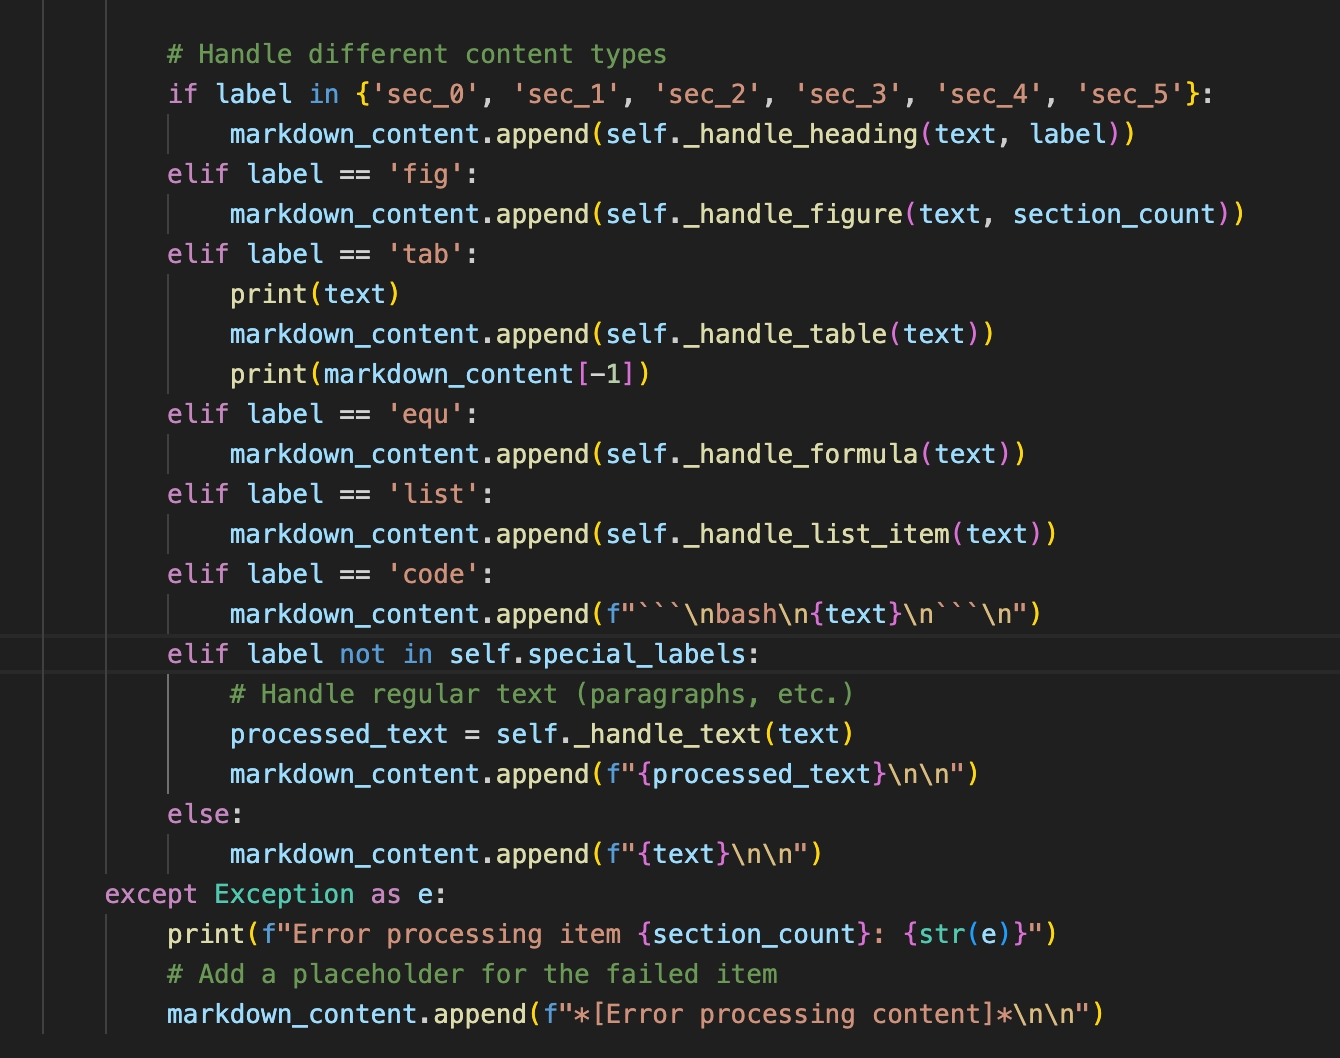 # Handle different content types
if label in {'sec_0', 'sec_1', 'sec_2', 'sec_3', 'sec_4', 'sec_5'}:
    markdown_content.append(self._handle_heading(text, label))
elif label == 'fig':
    markdown_content.append(self._handle_figure(text, section_count))
elif label == 'tab':
    print(text)
    markdown_content.append(self._handle_table(text))
    print(markdown_content[-1])
elif label == 'equ':
    markdown_content.append(self._handle_formula(text))
elif label == 'list':
    markdown_content.append(self._handle_list_item(text))
elif label == 'code':
    markdown_content.append(f"```\nbash\n{text}\n```\n")
elif label not in self.special_labels:
    # Handle regular text (paragraphs, etc.)
    processed_text = self._handle_text(text)
    markdown_content.append(f"{processed_text}\n\n")
else:
    markdown_content.append(f"{text}\n\n")
except Exception as e:
    print(f"Error processing item {section_count}: {str(e)}")
    # Add a placeholder for the failed item
    markdown_content.append(f"*[Error processing content]*\n\n")